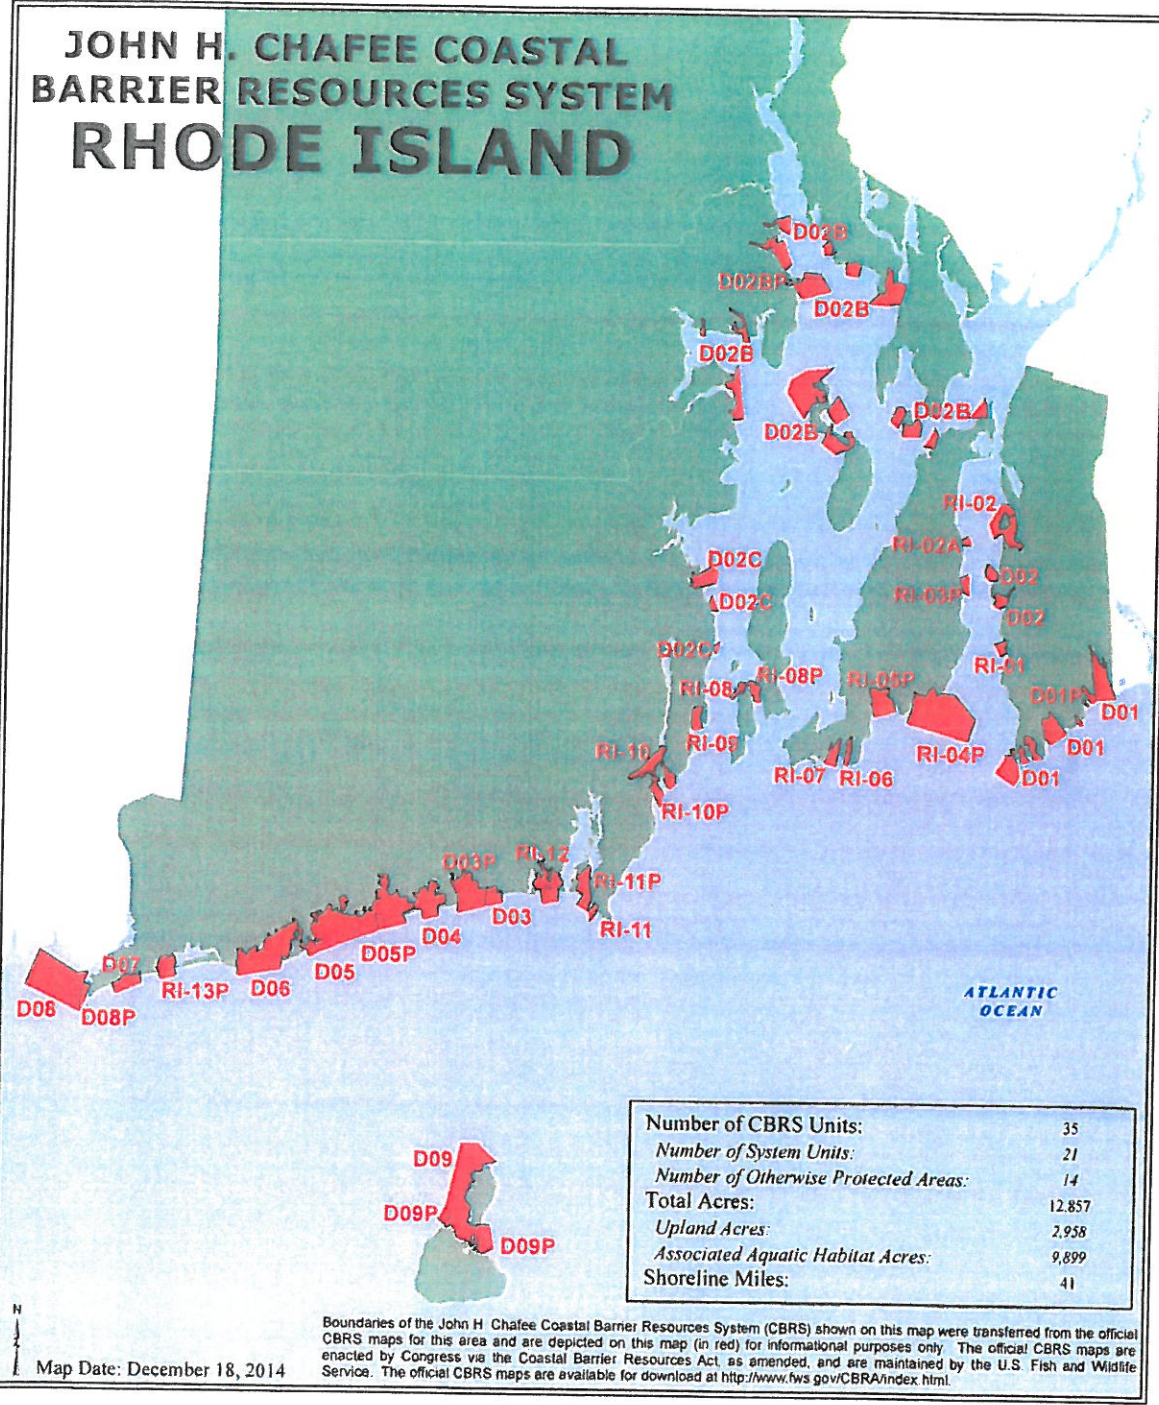 JOHN H. CHAFEE COASTAL
BARRIER RESOURCES SYSTEM
RHODE ISLAND
D02B
D02BP
D02B
D02B
D02B
D02B
RI-02
RI-02A
D02C
D02
RI-03P
D02C
D02
D02C
RI-01
RI-08P
RI-08
RI-05P
D01P
D01
RI-09
RI-04P
D01
RI-10
RI-07
RI-06
D01
RI-10P
RI-12
D03P
RI-11P
D03
RI-11
D04
D05P
D05
D07
RI-13P
D06
D08
D08P
ATLANTIC
OCEAN
D09
D09P
D09P
Number of CBRS Units: 35
Number of System Units: 21
Number of Otherwise Protected Areas: 14
Total Acres: 12,857
Upland Acres: 2,958
Associated Aquatic Habitat Acres: 9,899
Shoreline Miles: 41
N
Map Date: December 18, 2014
Boundaries of the John H Chafee Coastal Barrier Resources System (CBRS) shown on this map were transferred from the official
CBRS maps for this area and are depicted on this map (in red) for informational purposes only. The official CBRS maps are
enacted by Congress via the Coastal Barrier Resources Act, as amended, and are maintained by the U.S. Fish and Wildlife
Service. The official CBRS maps are available for download at http://www.fws.gov/CBRA/index.html.